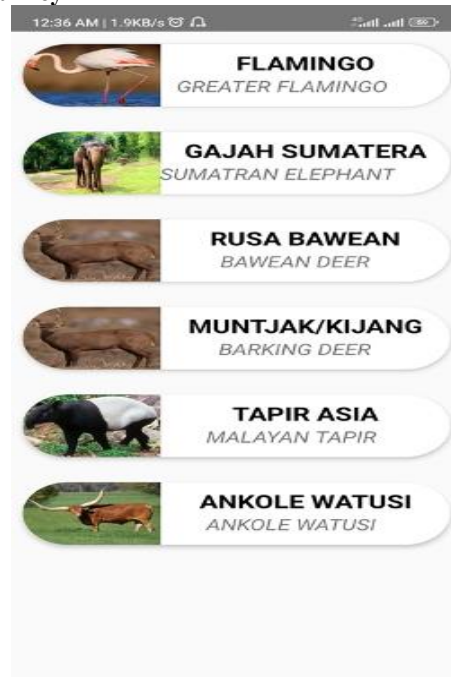 12:36 AM | 1.9KB/s
FLAMINGO
GREATER FLAMINGO
GAJAH SUMATERA
SUMATRAN ELEPHANT
RUSA BAWEAN
BAWEAN DEER
MUNTJAK/KIJANG
BARKING DEER
TAPIR ASIA
MALAYAN TAPIR
ANKOLE WATUSI
ANKOLE WATUSI